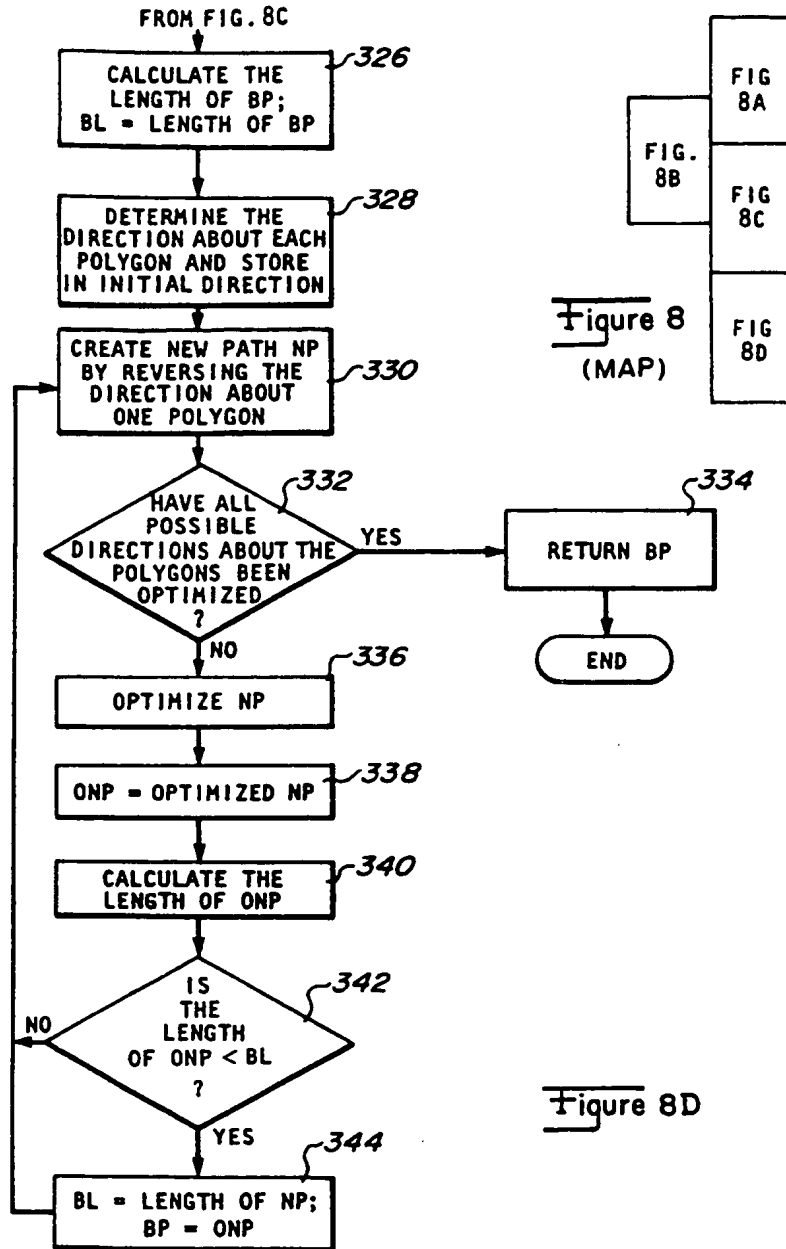 FROM FIG. 8C
326
CALCULATE THE
LENGTH OF BP;
BL = LENGTH OF BP
328
DETERMINE THE
DIRECTION ABOUT EACH
POLYGON AND STORE
IN INITIAL DIRECTION
330
CREATE NEW PATH NP
BY REVERSING THE
DIRECTION ABOUT
ONE POLYGON
332
HAVE ALL
POSSIBLE
DIRECTIONS ABOUT THE
POLYGONS BEEN
OPTIMIZED
?
YES
NO
334
RETURN BP
END
336
OPTIMIZE NP
338
ONP = OPTIMIZED NP
340
CALCULATE THE
LENGTH OF ONP
342
IS
THE
LENGTH
OF ONP < BL
?
NO
YES
344
BL = LENGTH OF NP;
BP = ONP
FIG
8A
FIG.
8B
FIG
8C
FIG
8D
Figure 8
(MAP)
Figure 8D